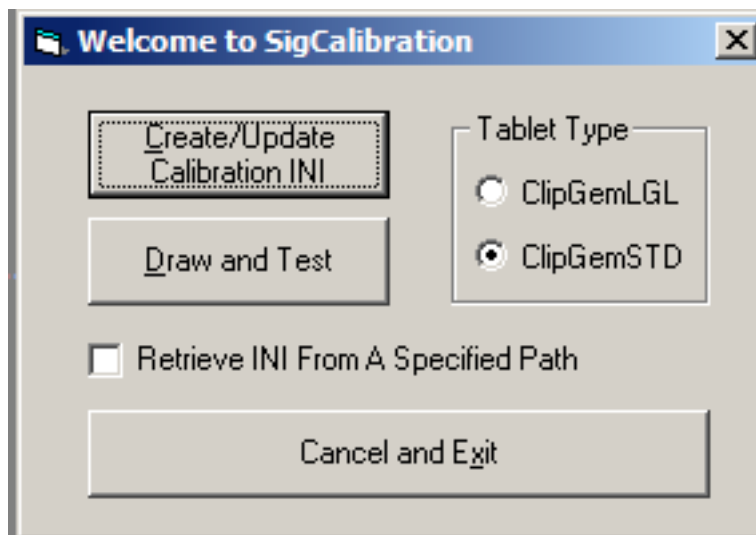 Welcome to SigCalibration
Create/Update
Calibration INI
Tablet Type
ClipGemLGL
Draw and Test
ClipGemSTD
Retrieve INI From A Specified Path
Cancel and Exit